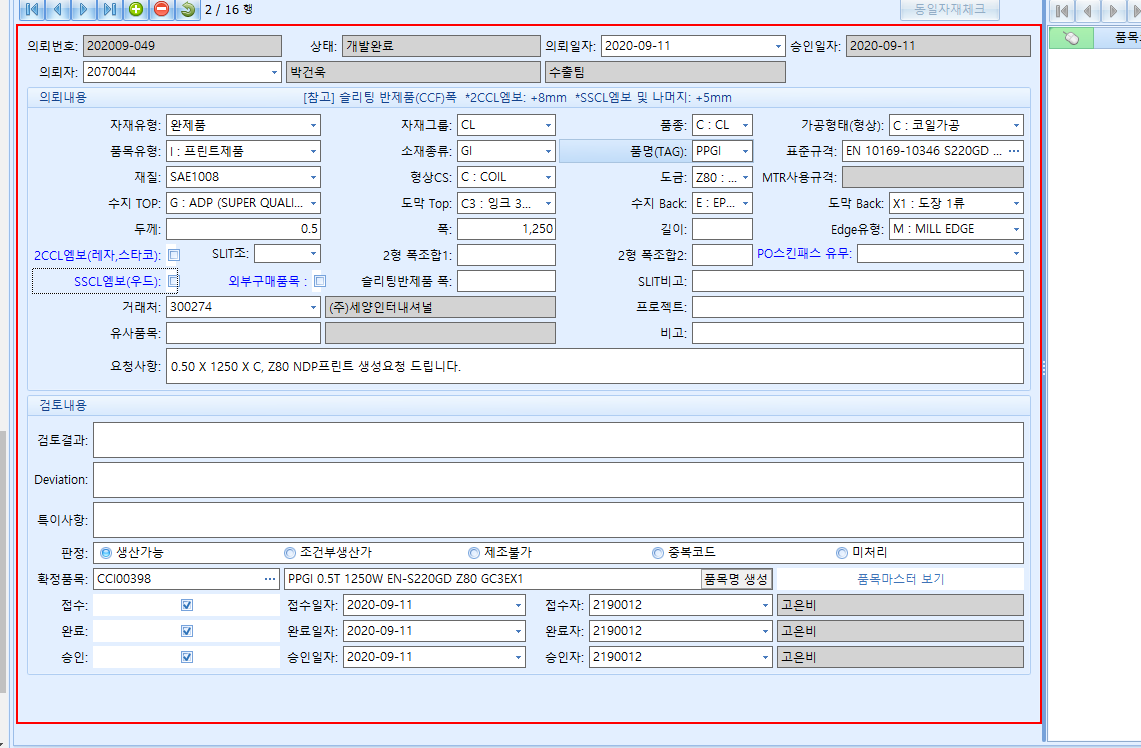 2 / 16 행 동일자재체크
의뢰번호: 202009-049 상태: 개발완료 의뢰일자: 2020-09-11 승인일자: 2020-09-11 품목
의뢰자: 2070044 박건욱 수출팀
의뢰내용 [참고] 슬리팅 반제품(CCF)폭 *2CCL엠보: +8mm *SSCL엠보 및 나머지: +5mm
자재유형: 완제품 자재그룹: CL 품종: C : CL 가공형태(형상): C : 코일가공
품목유형: I : 프린트제품 소재종류: GI 품명(TAG): PPGI 표준규격: EN 10169-10346 S220GD ... ...
재질: SAE1008 형상CS: C : COIL 도금: Z80 : ... MTR사용규격:
수지 TOP: G : ADP (SUPER QUALI... 도막 Top: C3 : 잉크 3... 수지 Back: E : EP... 도막 Back: X1 : 도장 1류
두께: 0.5 폭: 1,250 길이: Edge유형: M : MILL EDGE
2CCL엠보(레자,스타코): SLIT조: 2형 폭조합1: 2형 폭조합2: PO스킨패스 유무:
SSCL엠보(우드): 외부구매품목 : 슬리팅반제품 폭: SLIT비고:
거래처: 300274 (주)세양인터내셔널 프로젝트:
유사품목: 비고:
요청사항: 0.50 X 1250 X C, Z80 NDP프린트 생성요청 드립니다.
검토내용
검토결과:
Deviation:
특이사항:
판정: 생산가능 조건부생산가 제조불가 중복코드 미처리
확정품목: CCI00398 ... PPGI 0.5T 1250W EN-S220GD Z80 GC3EX1 품목명 생성 품목마스터 보기
접수: 접수일자: 2020-09-11 접수자: 2190012 고은비
완료: 완료일자: 2020-09-11 완료자: 2190012 고은비
승인: 승인일자: 2020-09-11 승인자: 2190012 고은비